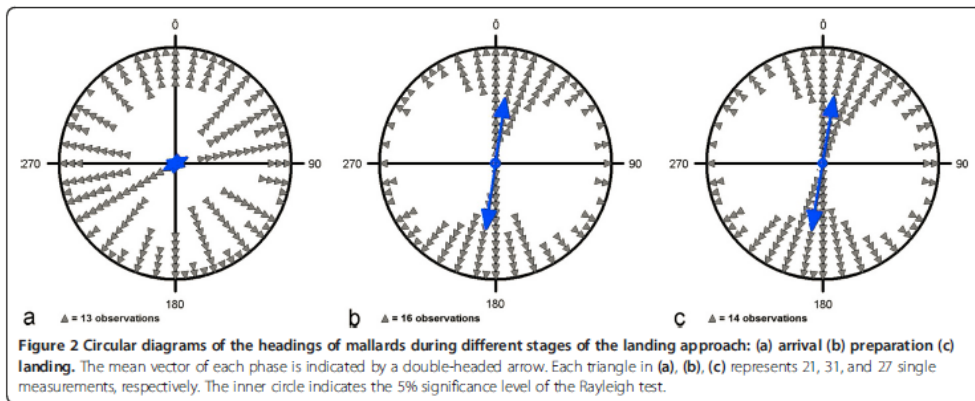 0 0 0
270 90 270 90 270 90
180 180 180
a = 13 observations b = 16 observations c = 14 observations
Figure 2 Circular diagrams of the headings of mallards during different stages of the landing approach: (a) arrival (b) preparation (c)
landing. The mean vector of each phase is indicated by a double-headed arrow. Each triangle in (a), (b), (c) represents 21, 31, and 27 single
measurements, respectively. The inner circle indicates the 5% significance level of the Rayleigh test.